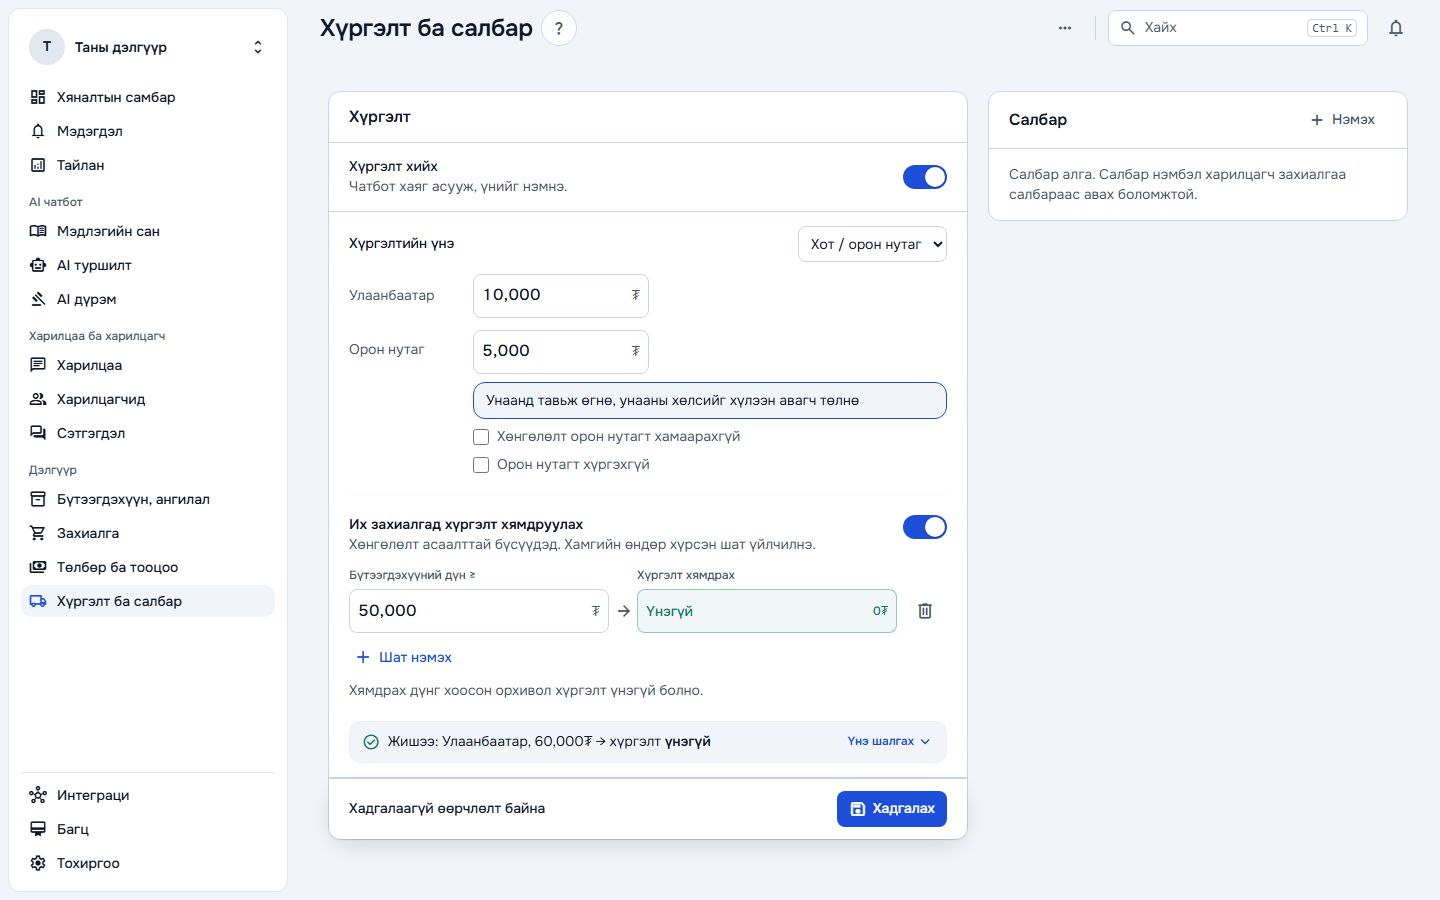 Т
Таны дэлгүүр
Хяналтын самбар
Мэдэгдэл
Тайлан
AI чатбот
Мэдлэгийн сан
AI туршилт
AI дүрэм
Харилцаа ба харилцагч
Харилцаа
Харилцагчид
Сэтгэгдэл
Дэлгүүр
Бүтээгдэхүүн, ангилал
Захиалга
Төлбөр ба тооцоо
Хүргэлт ба салбар
Интеграци
Багц
Тохиргоо
Хүргэлт ба салбар
?
Хайх
Ctrl K
Хүргэлт
Хүргэлт хийх
Чатбот хаяг асууж, үнийг нэмнэ.
Хүргэлтийн үнэ
Хот / орон нутаг
Улаанбаатар
10,000 ₮
Орон нутаг
5,000 ₮
Унаанд тавьж өгнө, унааны хөлсийг хүлээн авагч төлнө
Хөнгөлөлт орон нутагт хамаарахгүй
Орон нутагт хүргэхгүй
Их захиалгад хүргэлт хямдруулах
Хөнгөлөлт асаалттай бүсүүдэд. Хамгийн өндөр хүрсэн шат үйлчилнэ.
Бүтээгдэхүүний дүн ≥
Хүргэлт хямдрах
50,000 ₮ → Үнэгүй 0₮
+ Шат нэмэх
Хямдрах дүнг хоосон орхивол хүргэлт үнэгүй болно.
Жишээ: Улаанбаатар, 60,000₮ → хүргэлт үнэгүй
Үнэ шалгах
Хадгалаагүй өөрчлөлт байна
Хадгалах
Салбар
+ Нэмэх
Салбар алга. Салбар нэмбэл харилцагч захиалгаа
салбараас авах боломжтой.